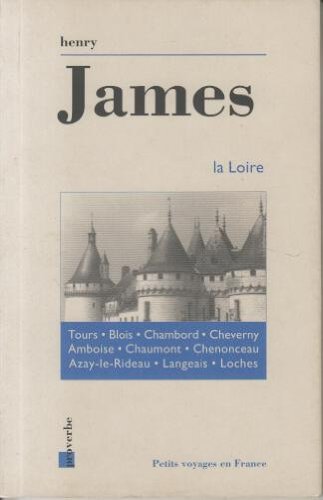 henry
James
la Loire
Tours • Blois • Chambord • Cheverny
Amboise • Chaumont • Chenonceau
Azay-le-Rideau • Langeais • Loches
proverbe
Petits voyages en France